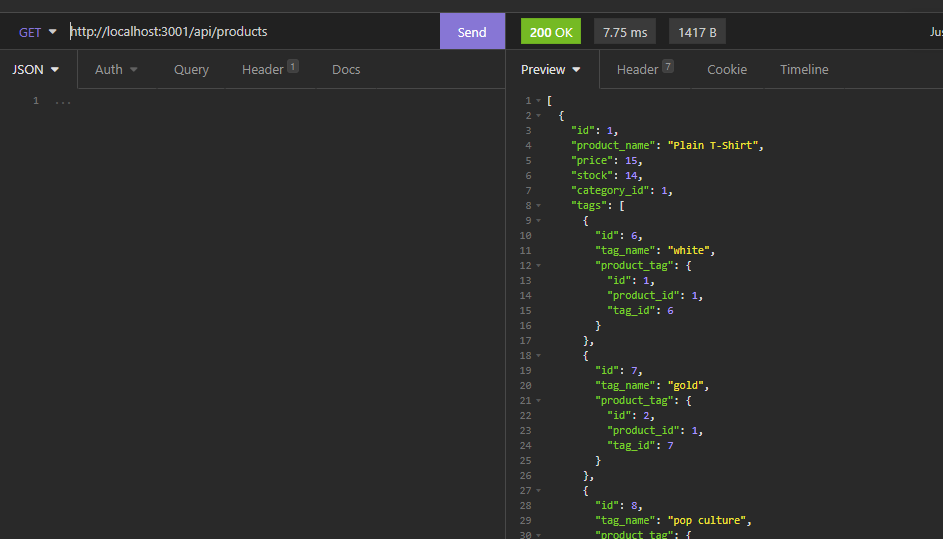 GET http://localhost:3001/api/products Send 200 OK 7.75 ms 1417 B Jus
JSON Auth Query Header 1 Docs Preview Header 7 Cookie Timeline
1 ...
1 [
2 {
3 "id": 1,
4 "product_name": "Plain T-Shirt",
5 "price": 15,
6 "stock": 14,
7 "category_id": 1,
8 "tags": [
9 {
10 "id": 6,
11 "tag_name": "white",
12 "product_tag": {
13 "id": 1,
14 "product_id": 1,
15 "tag_id": 6
16 }
17 },
18 {
19 "id": 7,
20 "tag_name": "gold",
21 "product_tag": {
22 "id": 2,
23 "product_id": 1,
24 "tag_id": 7
25 }
26 },
27 {
28 "id": 8,
29 "tag_name": "pop culture",
30 "product_tag": {